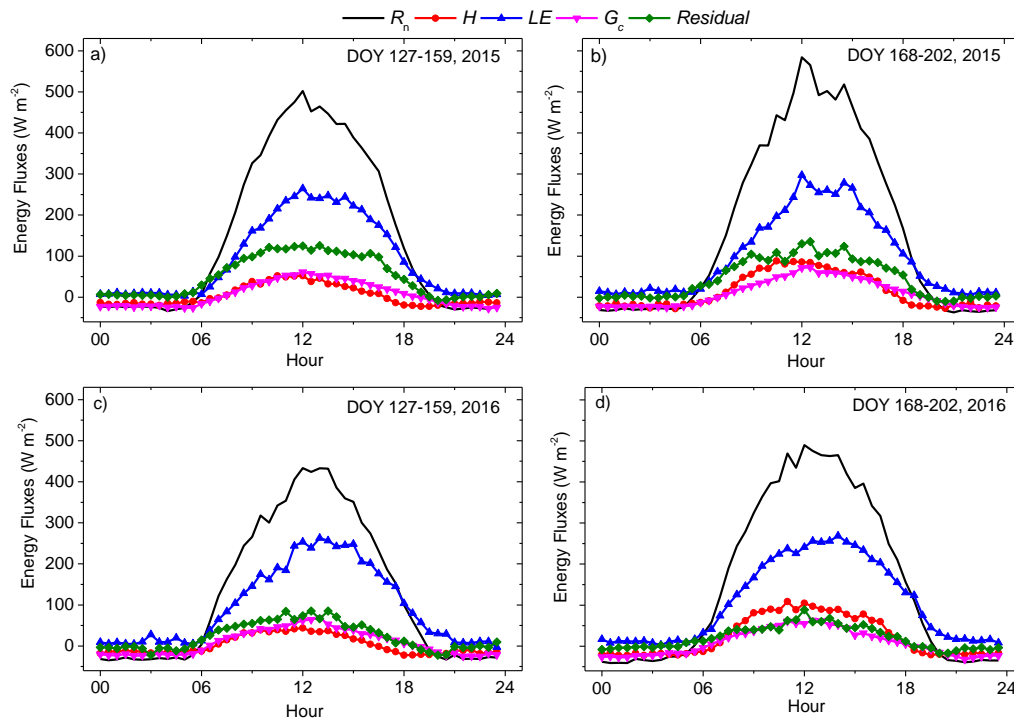 Rn H LE Gc Residual
a) DOY 127-159, 2015
600
500
400
300
200
100
0
Energy Fluxes (W m-2)
00 06 12 18 24
Hour
b) DOY 168-202, 2015
600
500
400
300
200
100
0
Energy Fluxes (W m-2)
00 06 12 18 24
Hour
c) DOY 127-159, 2016
600
500
400
300
200
100
0
Energy Fluxes (W m-2)
00 06 12 18 24
Hour
d) DOY 168-202, 2016
600
500
400
300
200
100
0
Energy Fluxes (W m-2)
00 06 12 18 24
Hour